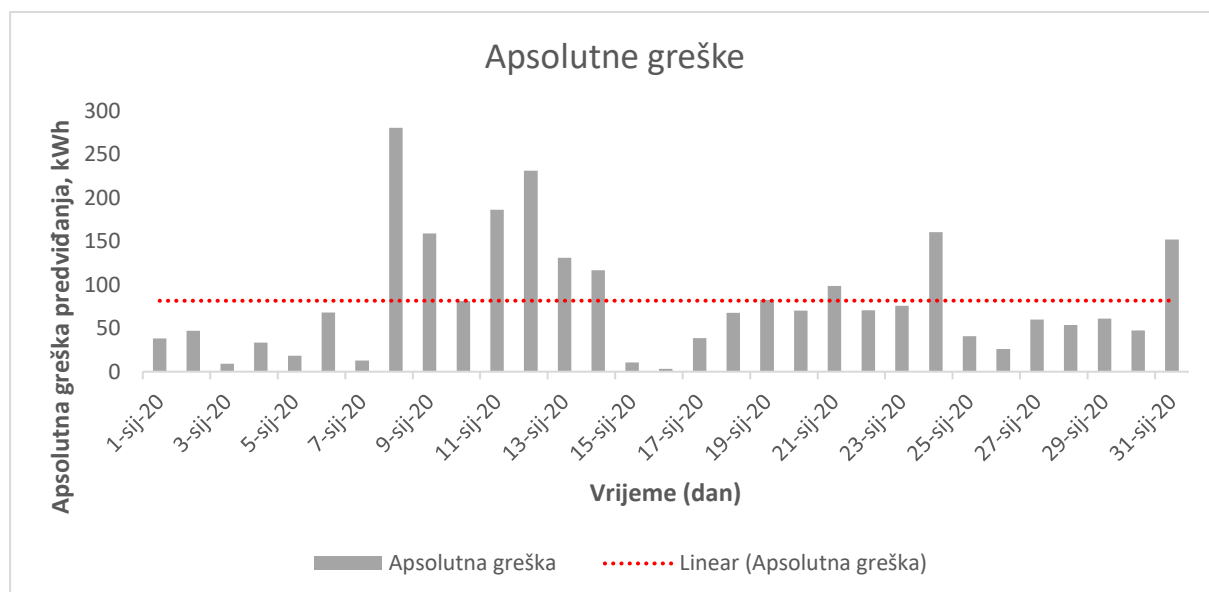 Apsolutne greške
Apsolutna greška predviđanja, kWh
300
250
200
150
100
50
0
1-sij-20
3-sij-20
5-sij-20
7-sij-20
9-sij-20
11-sij-20
13-sij-20
15-sij-20
17-sij-20
19-sij-20
21-sij-20
23-sij-20
25-sij-20
27-sij-20
29-sij-20
31-sij-20
Vrijeme (dan)
Apsolutna greška
Linear (Apsolutna greška)